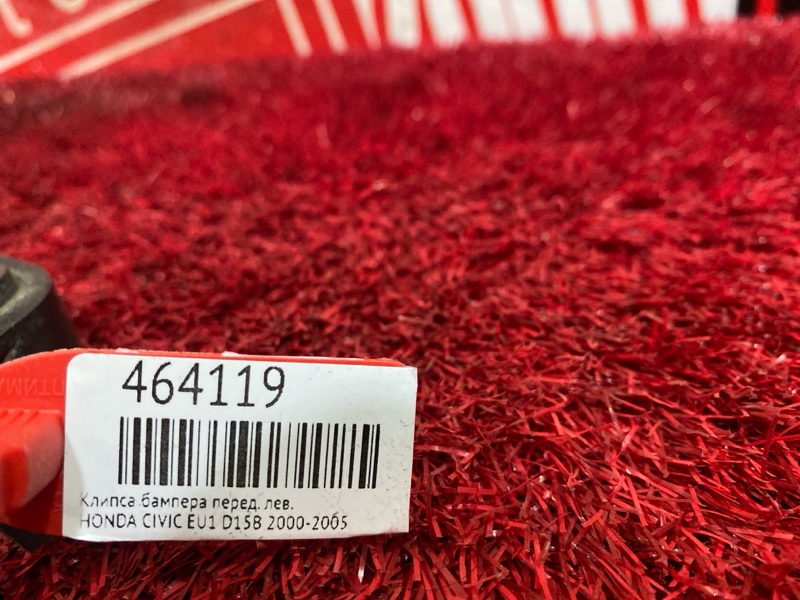 464119
Клипса бампера перед. лев.
HONDA CIVIC EU1 D15B 2000-2005